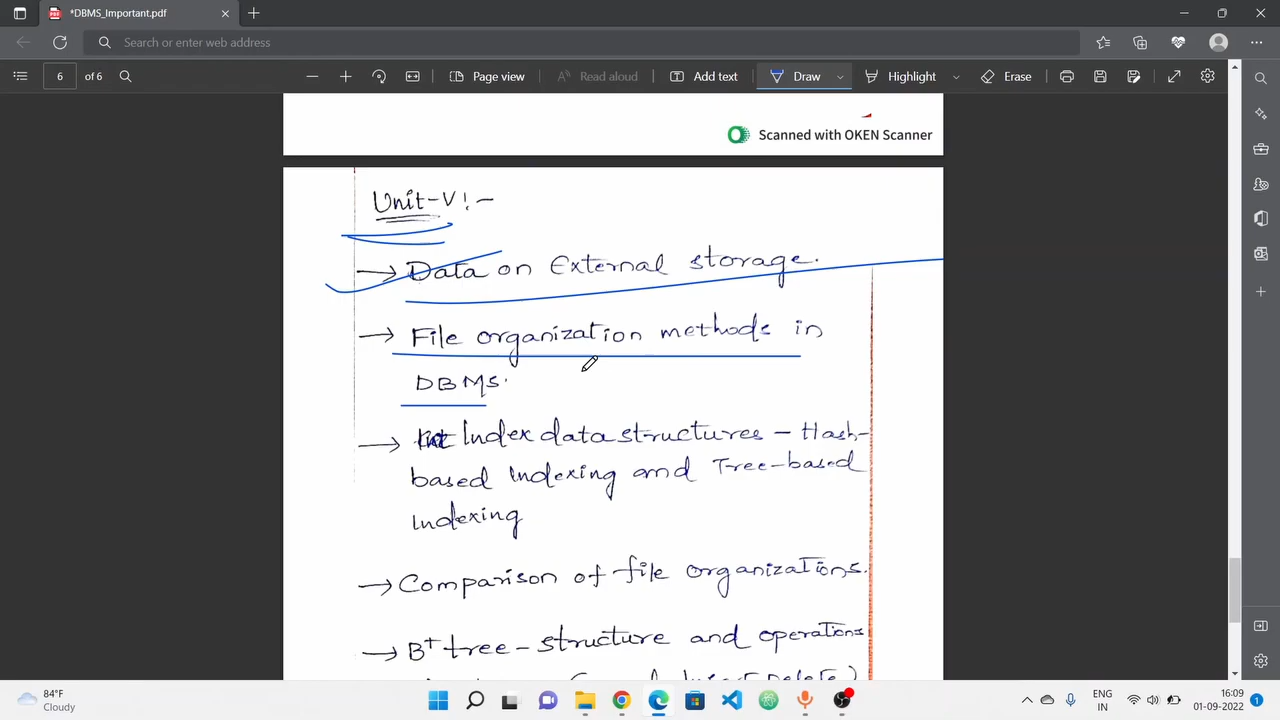 *DBMS_Important.pdf
Search or enter web address
6 of 6 Page view Read aloud Add text Draw Highlight Erase
Scanned with OKEN Scanner
Unit-V:-
→ Data on External storage.
→ File organization methods in
DBMS.
→ Index data structures - Hash-
based Indexing and Tree-based
Indexing
→ Comparison of file organizations.
→ B+ tree - structure and operations
84°F
Cloudy
ENG
IN
16:09
01-09-2022
1